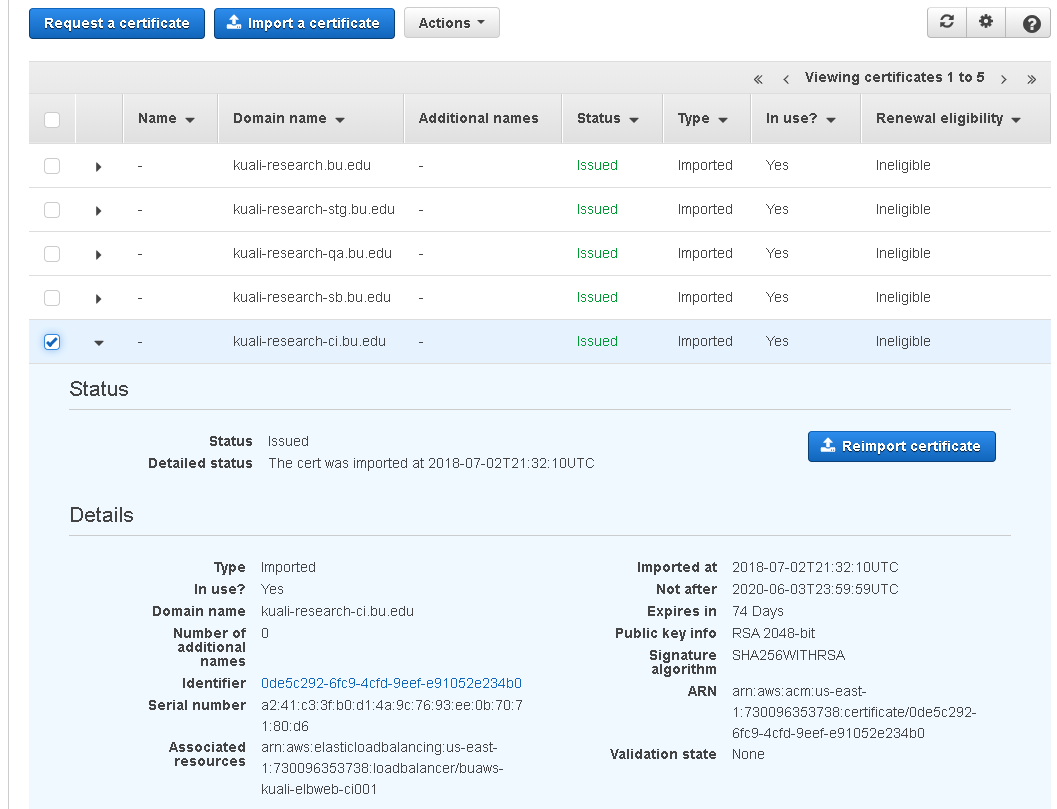 Request a certificate Import a certificate Actions
« ‹ Viewing certificates 1 to 5 › »
Name Domain name Additional names Status Type In use? Renewal eligibility
- kuali-research.bu.edu - Issued Imported Yes Ineligible
- kuali-research-stg.bu.edu - Issued Imported Yes Ineligible
- kuali-research-qa.bu.edu - Issued Imported Yes Ineligible
- kuali-research-sb.bu.edu - Issued Imported Yes Ineligible
- kuali-research-ci.bu.edu - Issued Imported Yes Ineligible
Status
Status Issued
Detailed status The cert was imported at 2018-07-02T21:32:10UTC
Reimport certificate
Details
Type Imported
In use? Yes
Domain name kuali-research-ci.bu.edu
Number of 0
additional
names
Identifier 0de5c292-6fc9-4cfd-9eef-e91052e234b0
Serial number a2:41:c3:3f:b0:d1:4a:9c:76:93:ee:0b:70:7
1:80:d6
Associated arn:aws:elasticloadbalancing:us-east-
resources 1:730096353738:loadbalancer/buaws-
kuali-elbweb-ci001
Imported at 2018-07-02T21:32:10UTC
Not after 2020-06-03T23:59:59UTC
Expires in 74 Days
Public key info RSA 2048-bit
Signature SHA256WITHRSA
algorithm
ARN arn:aws:acm:us-east-
1:730096353738:certificate/0de5c292-
6fc9-4cfd-9eef-e91052e234b0
Validation state None